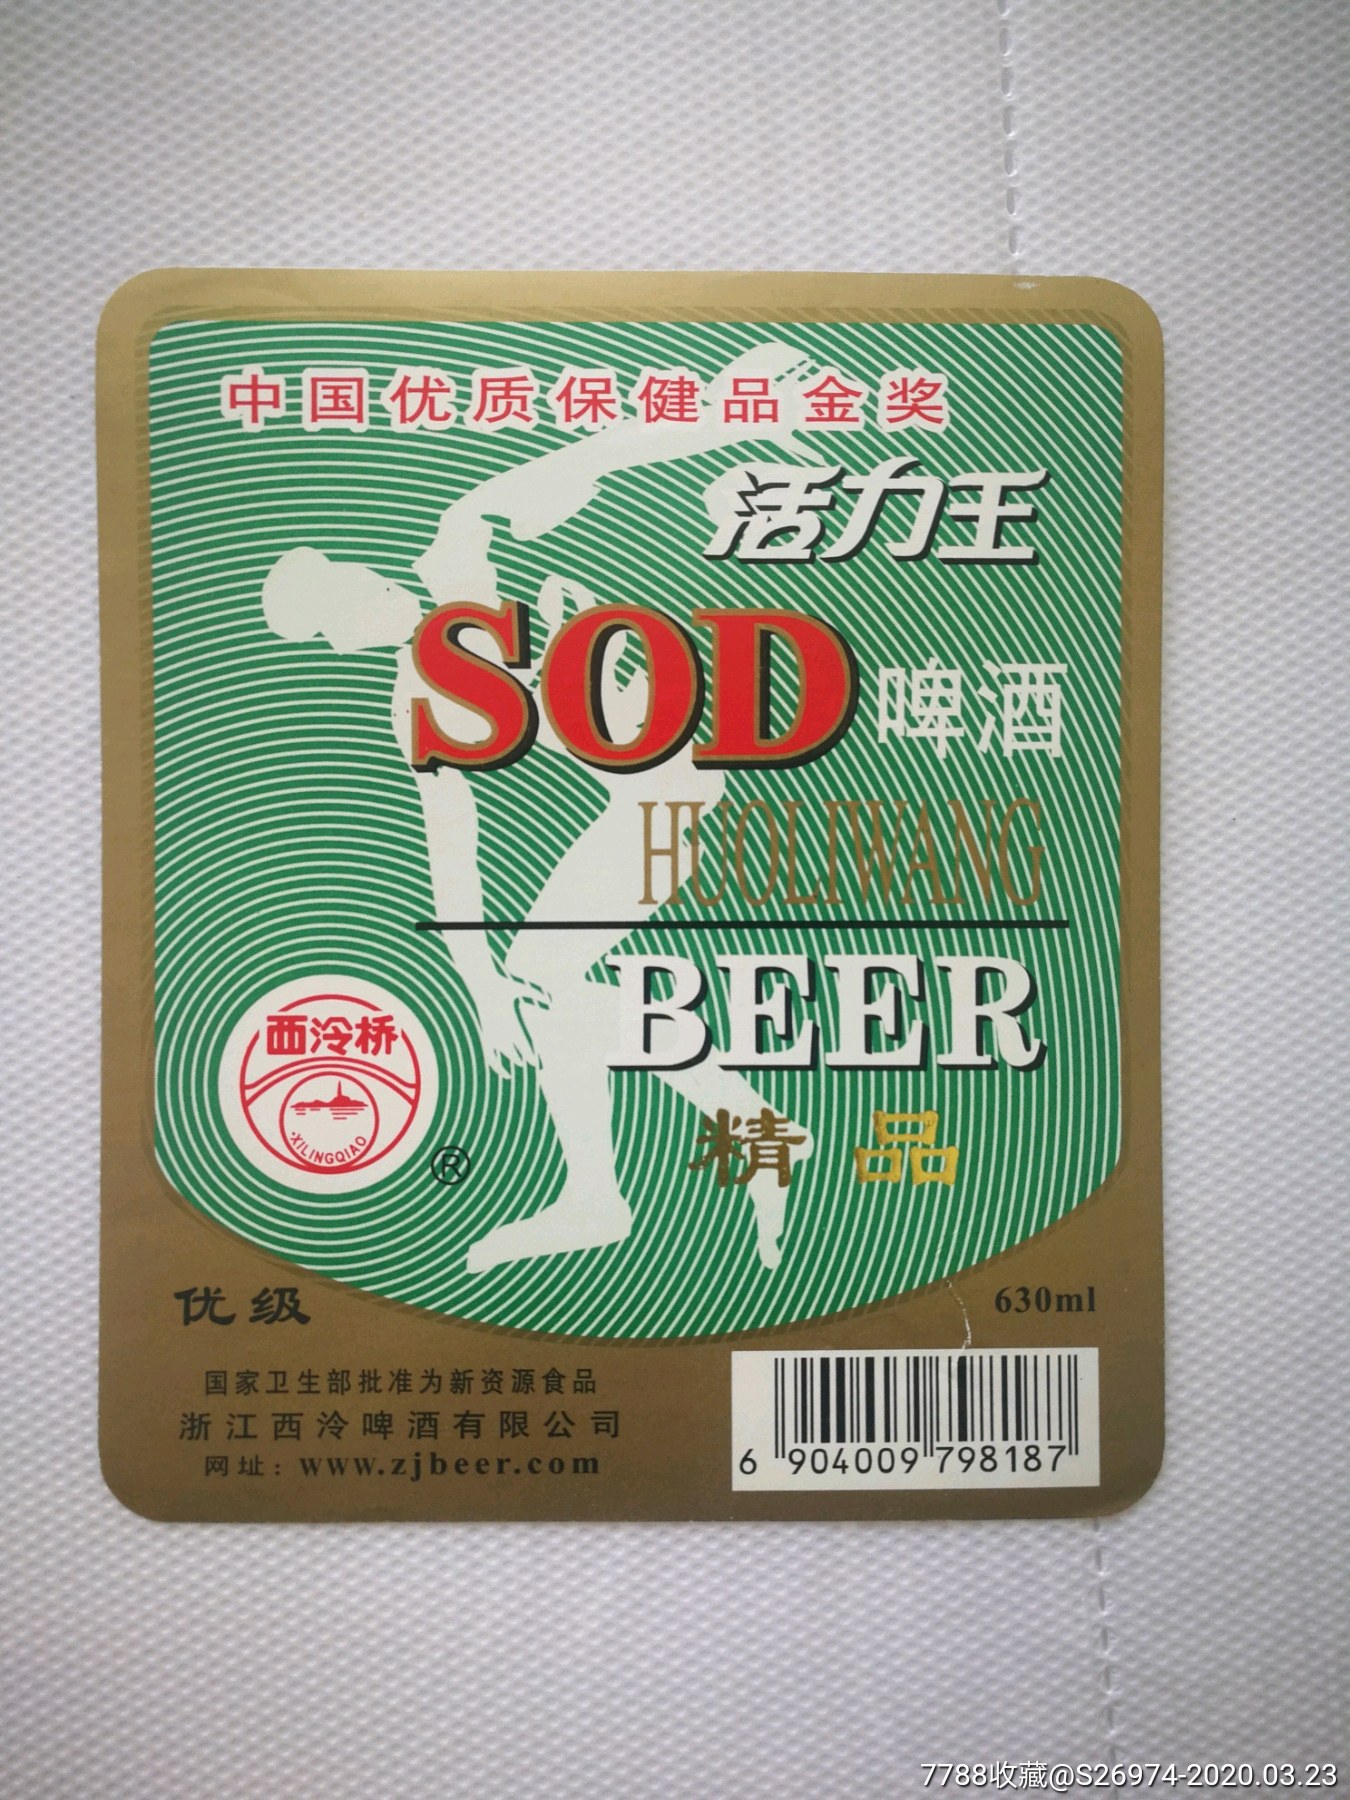 中国优质保健品金奖
活力王
SOD啤酒
HUOLIWANG
BEER
精品
西泠桥
·XILINGQIAO
®
优级
630ml
国家卫生部批准为新资源食品
浙江西泠啤酒有限公司
网址：www.zjbeer.com
6 904009 798187
7788收藏@S26974-2020.03.23